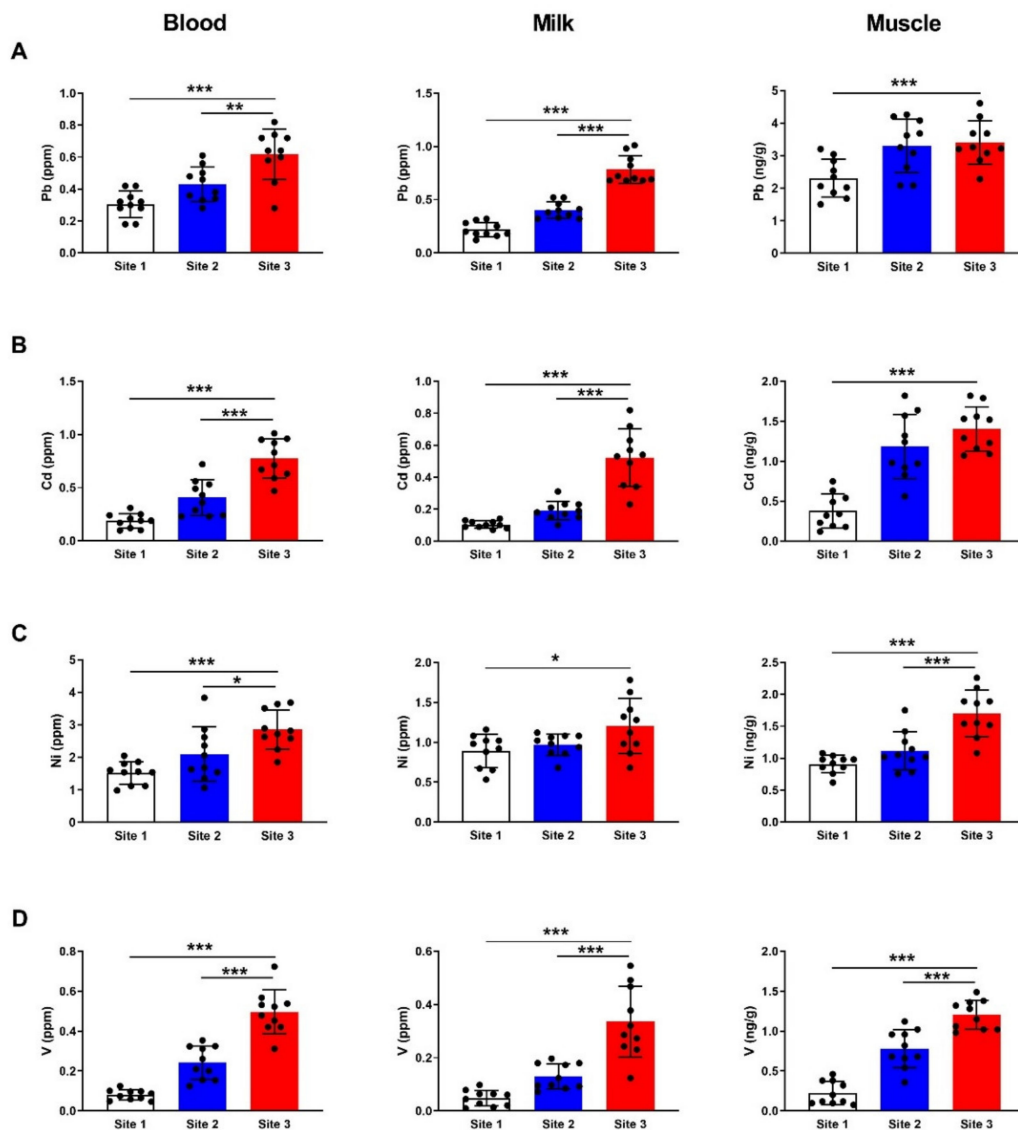 Blood Milk Muscle
A
*** ** *** *** ***
Pb (ppm) 0.0 0.2 0.4 0.6 0.8 1.0 Site 1 Site 2 Site 3
Pb (ppm) 0.0 0.5 1.0 1.5 Site 1 Site 2 Site 3
Pb (ng/g) 0 1 2 3 4 5 Site 1 Site 2 Site 3
B
*** *** *** *** ***
Cd (ppm) 0.0 0.5 1.0 1.5 Site 1 Site 2 Site 3
Cd (ppm) 0.0 0.2 0.4 0.6 0.8 1.0 Site 1 Site 2 Site 3
Cd (ng/g) 0.0 0.5 1.0 1.5 2.0 Site 1 Site 2 Site 3
C
*** * * *** ***
Ni (ppm) 0 1 2 3 4 5 Site 1 Site 2 Site 3
Ni (ppm) 0.0 0.5 1.0 1.5 2.0 Site 1 Site 2 Site 3
Ni (ng/g) 0.0 0.5 1.0 1.5 2.0 2.5 Site 1 Site 2 Site 3
D
*** *** *** *** *** ***
V (ppm) 0.0 0.2 0.4 0.6 0.8 Site 1 Site 2 Site 3
V (ppm) 0.0 0.2 0.4 0.6 Site 1 Site 2 Site 3
V (ng/g) 0.0 0.5 1.0 1.5 2.0 Site 1 Site 2 Site 3